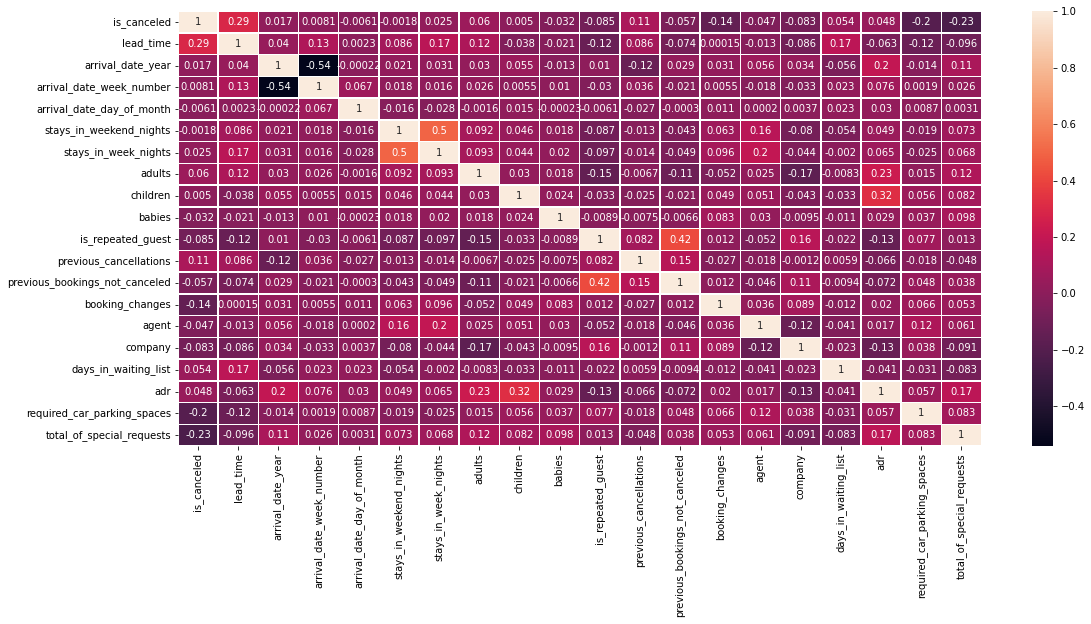 is_canceled 1 0.29 0.017 0.0081 -0.0061 -0.0018 0.025 0.06 0.005 -0.032 -0.085 0.11 -0.057 -0.14 -0.047 -0.083 0.054 0.048 -0.2 -0.23
lead_time 0.29 1 0.04 0.13 0.0023 0.086 0.17 0.12 -0.038 -0.021 -0.12 0.086 -0.074 0.00015 -0.013 -0.086 0.17 -0.063 -0.12 -0.096
arrival_date_year 0.017 0.04 1 -0.54 -0.00022 0.021 0.031 0.03 0.055 -0.013 0.01 -0.12 0.029 0.031 0.056 0.034 -0.056 0.2 -0.014 0.11
arrival_date_week_number 0.0081 0.13 -0.54 1 0.067 0.018 0.016 0.026 0.0055 0.01 -0.03 0.036 -0.021 0.0055 -0.018 -0.033 0.023 0.076 0.0019 0.026
arrival_date_day_of_month -0.0061 0.0023 -0.00022 0.067 1 -0.016 -0.028 -0.0016 0.015 -0.00023 -0.0061 -0.027 -0.0003 0.011 0.0002 0.0037 0.023 0.03 0.0087 0.0031
stays_in_weekend_nights -0.0018 0.086 0.021 0.018 -0.016 1 0.5 0.092 0.046 0.018 -0.087 -0.013 -0.043 0.063 0.16 -0.08 -0.054 0.049 -0.019 0.073
stays_in_week_nights 0.025 0.17 0.031 0.016 -0.028 0.5 1 0.093 0.044 0.02 -0.097 -0.014 -0.049 0.096 0.2 -0.044 -0.002 0.065 -0.025 0.068
adults 0.06 0.12 0.03 0.026 -0.0016 0.092 0.093 1 0.03 0.018 -0.15 -0.0067 -0.11 -0.052 0.025 -0.17 -0.0083 0.23 0.015 0.12
children 0.005 -0.038 0.055 0.0055 0.015 0.046 0.044 0.03 1 0.024 -0.033 -0.025 -0.021 0.049 0.051 -0.043 -0.033 0.32 0.056 0.082
babies -0.032 -0.021 -0.013 0.01 -0.00023 0.018 0.02 0.018 0.024 1 -0.0089 -0.0075 -0.0066 0.083 0.03 -0.0095 -0.011 0.029 0.037 0.098
is_repeated_guest -0.085 -0.12 0.01 -0.03 -0.0061 -0.087 -0.097 -0.15 -0.033 -0.0089 1 0.082 0.42 0.012 -0.052 0.16 -0.022 -0.13 0.077 0.013
previous_cancellations 0.11 0.086 -0.12 0.036 -0.027 -0.013 -0.014 -0.0067 -0.025 -0.0075 0.082 1 0.15 -0.027 -0.018 -0.0012 0.0059 -0.066 -0.018 -0.048
previous_bookings_not_canceled -0.057 -0.074 0.029 -0.021 -0.0003 -0.043 -0.049 -0.11 -0.021 -0.0066 0.42 0.15 1 0.012 -0.046 0.11 -0.0094 -0.072 0.048 0.038
booking_changes -0.14 0.00015 0.031 0.0055 0.011 0.063 0.096 -0.052 0.049 0.083 0.012 -0.027 0.012 1 0.036 0.089 -0.012 0.02 0.066 0.053
agent -0.047 -0.013 0.056 -0.018 0.0002 0.16 0.2 0.025 0.051 0.03 -0.052 -0.018 -0.046 0.036 1 -0.12 -0.041 0.017 0.12 0.061
company -0.083 -0.086 0.034 -0.033 0.0037 -0.08 -0.044 -0.17 -0.043 -0.0095 0.16 -0.0012 0.11 0.089 -0.12 1 -0.023 -0.13 0.038 -0.091
days_in_waiting_list 0.054 0.17 -0.056 0.023 0.023 -0.054 -0.002 -0.0083 -0.033 -0.011 -0.022 0.0059 -0.0094 -0.012 -0.041 -0.023 1 -0.041 -0.031 -0.083
adr 0.048 -0.063 0.2 0.076 0.03 0.049 0.065 0.23 0.32 0.029 -0.13 -0.066 -0.072 0.02 0.017 -0.13 -0.041 1 0.057 0.17
required_car_parking_spaces -0.2 -0.12 -0.014 0.0019 0.0087 -0.019 -0.025 0.015 0.056 0.037 0.077 -0.018 0.048 0.066 0.12 0.038 -0.031 0.057 1 0.083
total_of_special_requests -0.23 -0.096 0.11 0.026 0.0031 0.073 0.068 0.12 0.082 0.098 0.013 -0.048 0.038 0.053 0.061 -0.091 -0.083 0.17 0.083 1
is_canceled
lead_time
arrival_date_year
arrival_date_week_number
arrival_date_day_of_month
stays_in_weekend_nights
stays_in_week_nights
adults
children
babies
is_repeated_guest
previous_cancellations
previous_bookings_not_canceled
booking_changes
agent
company
days_in_waiting_list
adr
required_car_parking_spaces
total_of_special_requests
1.0
0.8
0.6
0.4
0.2
0.0
-0.2
-0.4